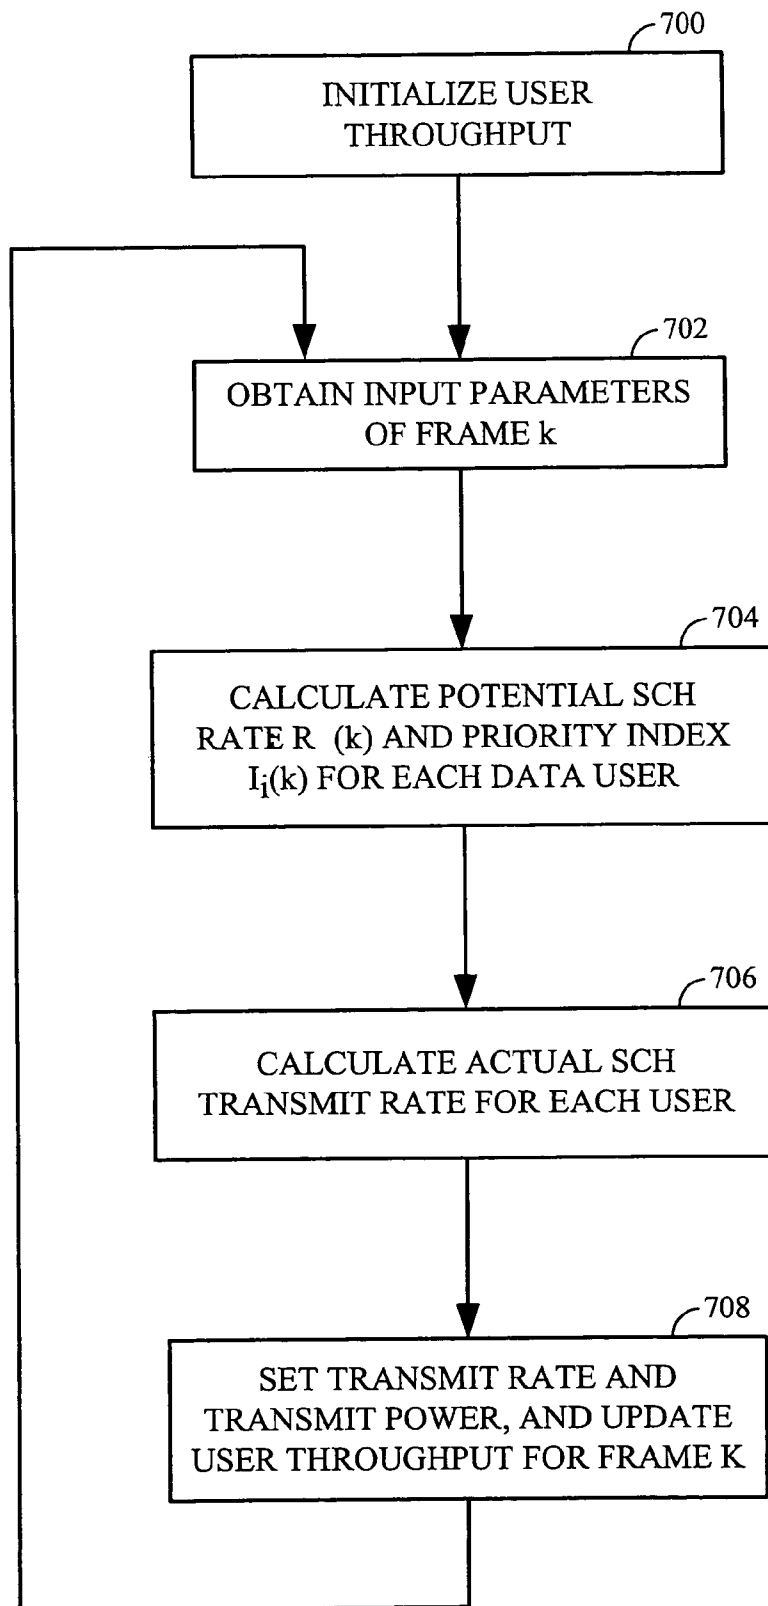 700
INITIALIZE USER
THROUGHPUT
702
OBTAIN INPUT PARAMETERS
OF FRAME k
704
CALCULATE POTENTIAL SCH
RATE R (k) AND PRIORITY INDEX
Ii(k) FOR EACH DATA USER
706
CALCULATE ACTUAL SCH
TRANSMIT RATE FOR EACH USER
708
SET TRANSMIT RATE AND
TRANSMIT POWER, AND UPDATE
USER THROUGHPUT FOR FRAME K